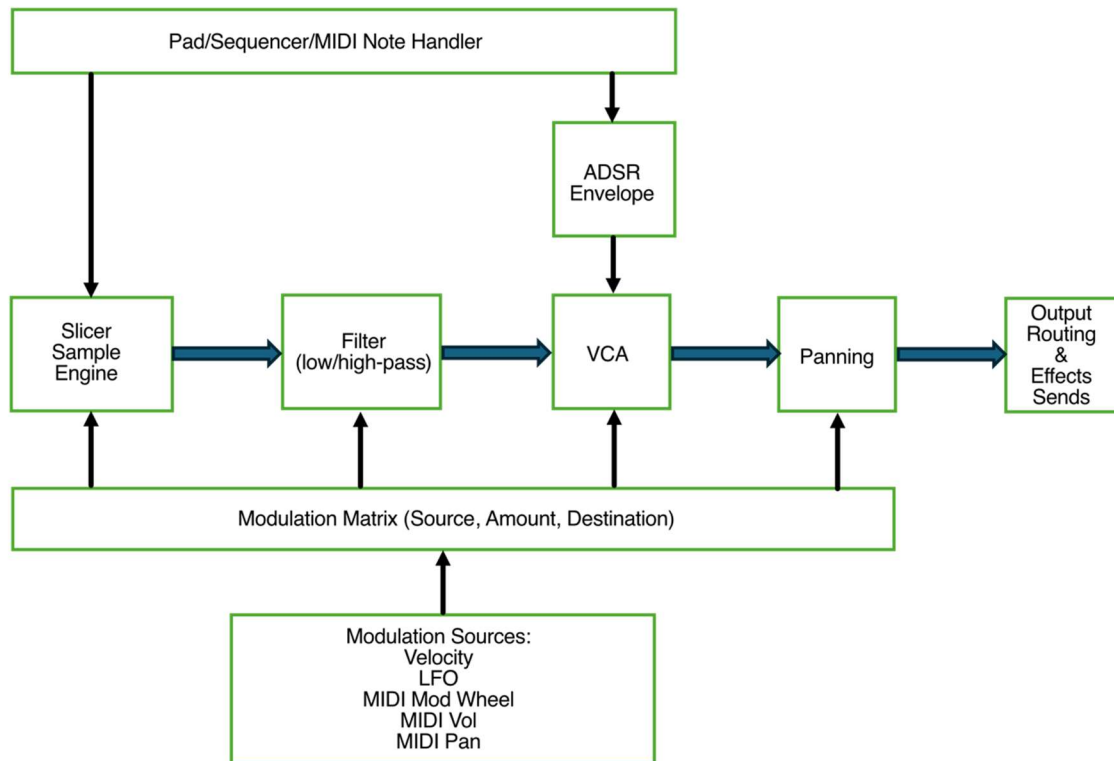 Pad/Sequencer/MIDI Note Handler
ADSR
Envelope
Slicer
Sample
Engine
Filter
(low/high-pass)
VCA
Panning
Output
Routing
&
Effects
Sends
Modulation Matrix (Source, Amount, Destination)
Modulation Sources:
Velocity
LFO
MIDI Mod Wheel
MIDI Vol
MIDI Pan